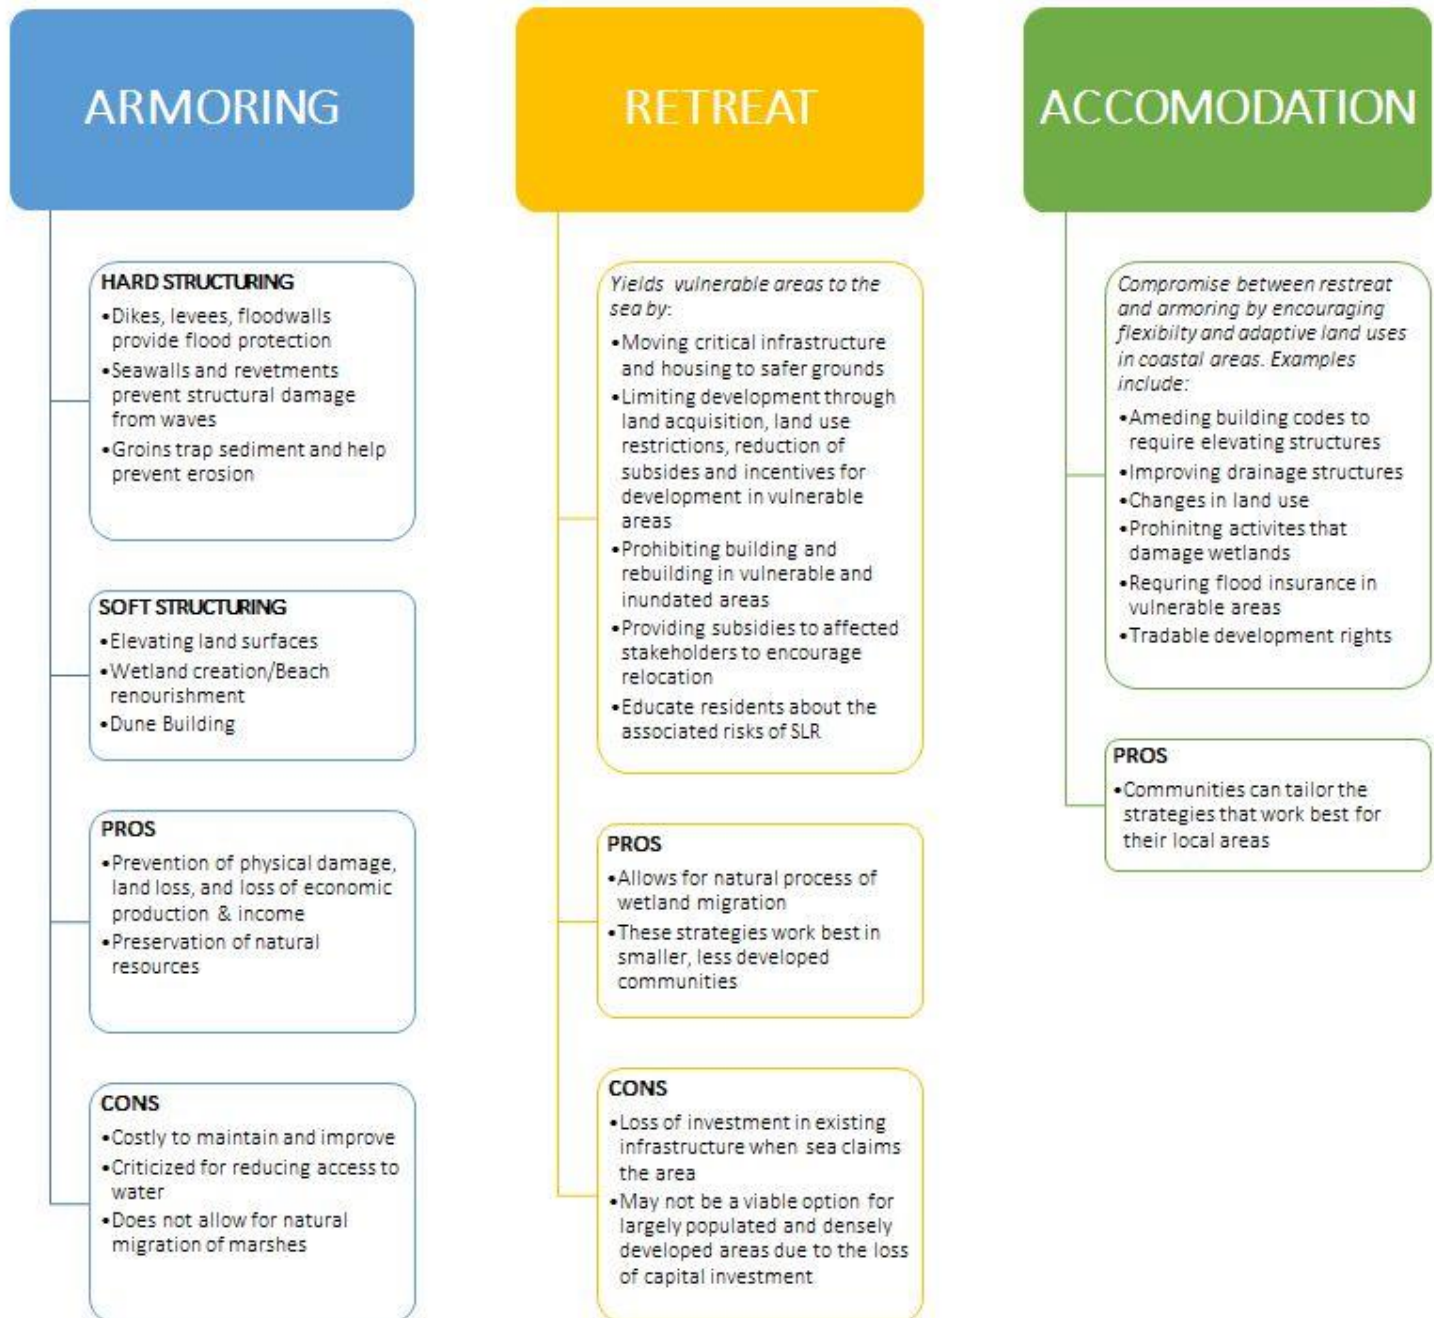 ARMORING
HARD STRUCTURING
•Dikes, levees, floodwalls
provide flood protection
•Seawalls and revetments
prevent structural damage
from waves
•Groins trap sediment and help
prevent erosion
SOFT STRUCTURING
•Elevating land surfaces
•Wetland creation/Beach
renourishment
•Dune Building
PROS
•Prevention of physical damage,
land loss, and loss of economic
production & income
•Preservation of natural
resources
CONS
•Costly to maintain and improve
•Criticized for reducing access to
water
•Does not allow for natural
migration of marshes
RETREAT
Yields vulnerable areas to the
sea by:
•Moving critical infrastructure
and housing to safer grounds
•Limiting development through
land acquisition, land use
restrictions, reduction of
subsides and incentives for
development in vulnerable
areas
•Prohibiting building and
rebuilding in vulnerable and
inundated areas
•Providing subsidies to affected
stakeholders to encourage
relocation
•Educate residents about the
associated risks of SLR
PROS
•Allows for natural process of
wetland migration
•These strategies work best in
smaller, less developed
communities
CONS
•Loss of investment in existing
infrastructure when sea claims
the area
•May not be a viable option for
largely populated and densely
developed areas due to the loss
of capital investment
ACCOMODATION
Compromise between restreat
and armoring by encouraging
flexibilty and adaptive land uses
in coastal areas. Examples
include:
•Ameding building codes to
require elevating structures
•Improving drainage structures
•Changes in land use
•Prohinitng activites that
damage wetlands
•Requring flood insurance in
vulnerable areas
•Tradable development rights
PROS
•Communities can tailor the
strategies that work best for
their local areas